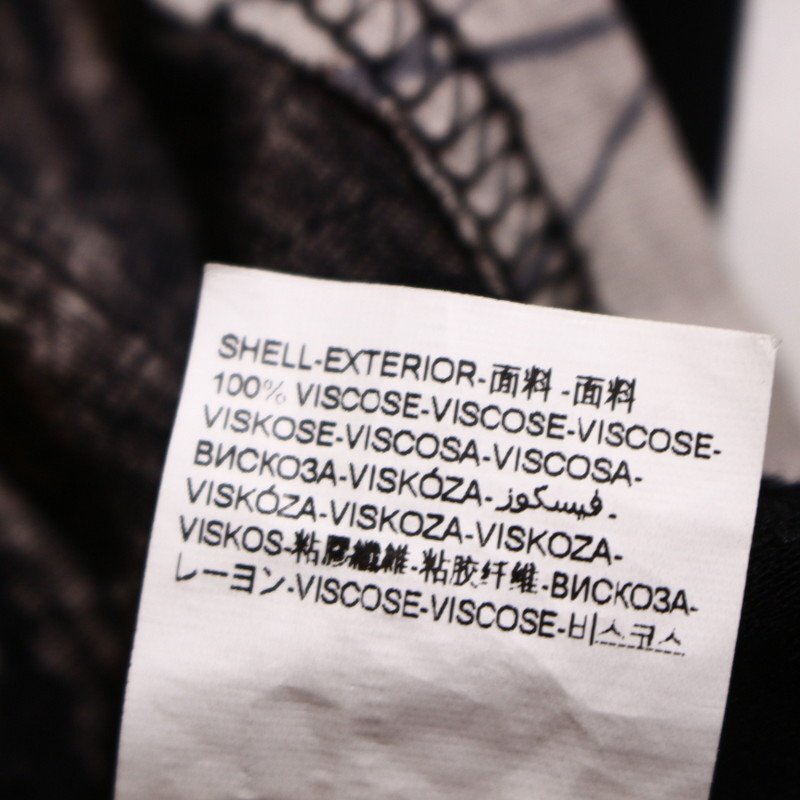 SHELL-EXTERIOR-面料 -面料
100% VISCOSE-VISCOSE-VISCOSE-
VISKOSE-VISCOSA-VISCOSA-
ВИСКОЗА-VISKÓZA-فيسكوز -
VISKÓZA-VISKOZA-VISKOZA-
VISKOS-粘膠纖維-粘胶纤维-ВИСКОЗА-
レーヨン-VISCOSE-VISCOSE-비스코스